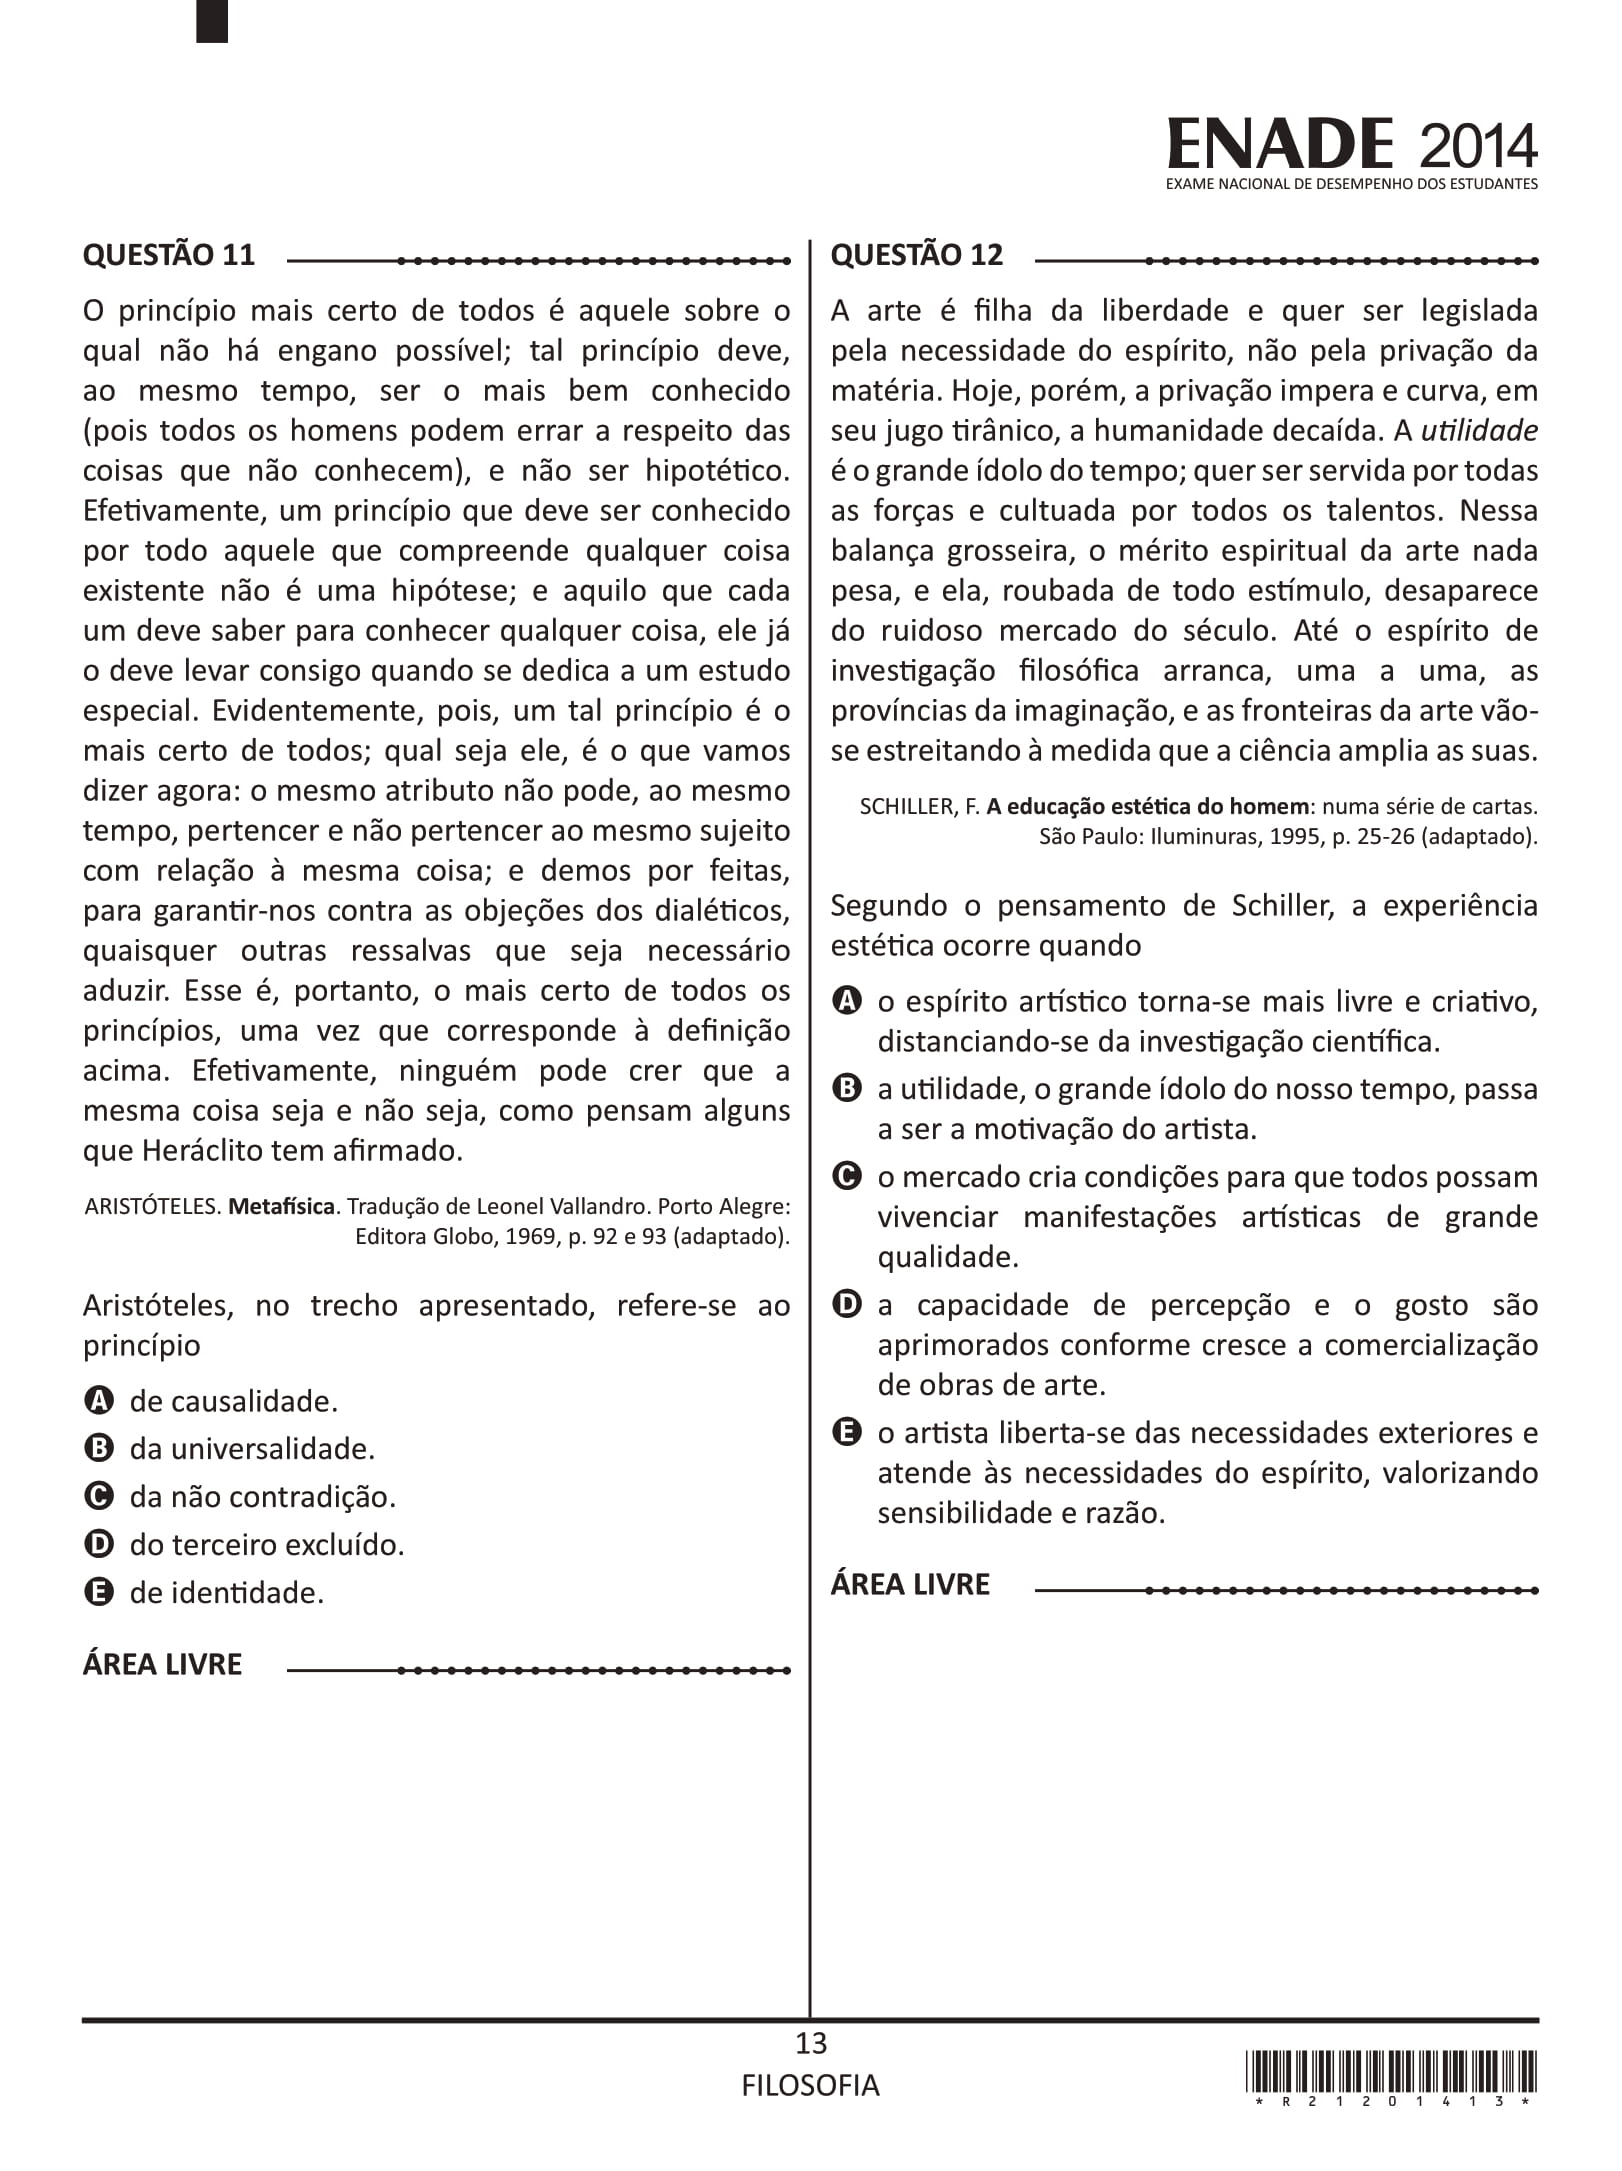 ENADE 2014
EXAME NACIONAL DE DESEMPENHO DOS ESTUDANTES
QUESTÃO 11
O princípio mais certo de todos é aquele sobre o
qual não há engano possível; tal princípio deve,
ao mesmo tempo, ser o mais bem conhecido
(pois todos os homens podem errar a respeito das
coisas que não conhecem), e não ser hipotético.
Efetivamente, um princípio que deve ser conhecido
por todo aquele que compreende qualquer coisa
existente não é uma hipótese; e aquilo que cada
um deve saber para conhecer qualquer coisa, ele já
o deve levar consigo quando se dedica a um estudo
especial. Evidentemente, pois, um tal princípio é o
mais certo de todos; qual seja ele, é o que vamos
dizer agora: o mesmo atributo não pode, ao mesmo
tempo, pertencer e não pertencer ao mesmo sujeito
com relação à mesma coisa; e demos por feitas,
para garantir-nos contra as objeções dos dialéticos,
quaisquer outras ressalvas que seja necessário
aduzir. Esse é, portanto, o mais certo de todos os
princípios, uma vez que corresponde à definição
acima. Efetivamente, ninguém pode crer que a
mesma coisa seja e não seja, como pensam alguns
que Heráclito tem afirmado.
ARISTÓTELES. Metafísica. Tradução de Leonel Vallandro. Porto Alegre:
Editora Globo, 1969, p. 92 e 93 (adaptado).
Aristóteles, no trecho apresentado, refere-se ao
princípio
A de causalidade.
B da universalidade.
C da não contradição.
D do terceiro excluído.
E de identidade.
ÁREA LIVRE
QUESTÃO 12
A arte é filha da liberdade e quer ser legislada
pela necessidade do espírito, não pela privação da
matéria. Hoje, porém, a privação impera e curva, em
seu jugo tirânico, a humanidade decaída. A utilidade
é o grande ídolo do tempo; quer ser servida por todas
as forças e cultuada por todos os talentos. Nessa
balança grosseira, o mérito espiritual da arte nada
pesa, e ela, roubada de todo estímulo, desaparece
do ruidoso mercado do século. Até o espírito de
investigação filosófica arranca, uma a uma, as
províncias da imaginação, e as fronteiras da arte vão-
se estreitando à medida que a ciência amplia as suas.
SCHILLER, F. A educação estética do homem: numa série de cartas.
São Paulo: Iluminuras, 1995, p. 25-26 (adaptado).
Segundo o pensamento de Schiller, a experiência
estética ocorre quando
A o espírito artístico torna-se mais livre e criativo,
distanciando-se da investigação científica.
B a utilidade, o grande ídolo do nosso tempo, passa
a ser a motivação do artista.
C o mercado cria condições para que todos possam
vivenciar manifestações artísticas de grande
qualidade.
D a capacidade de percepção e o gosto são
aprimorados conforme cresce a comercialização
de obras de arte.
E o artista liberta-se das necessidades exteriores e
atende às necessidades do espírito, valorizando
sensibilidade e razão.
ÁREA LIVRE
13
FILOSOFIA
*R21201413*